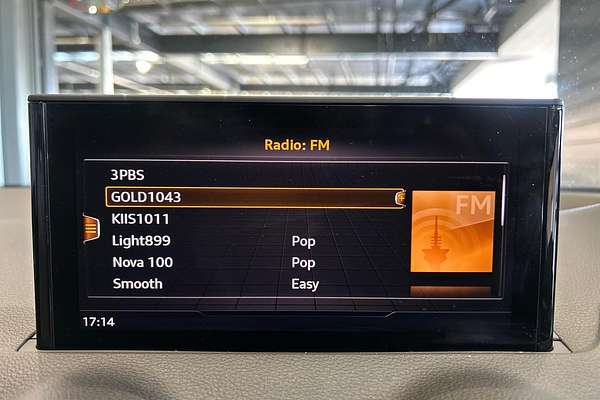 Radio: FM
3PBS
GOLD1043
FM
KIIS1011
Light899 Pop
Nova 100 Pop
Smooth Easy
17:14